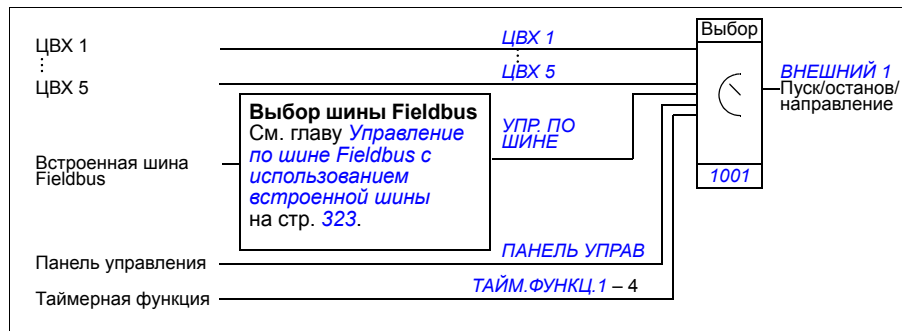 ЦВХ 1
ЦВХ 5
Встроенная шина
Fieldbus
Панель управления
Таймерная функция
Выбор шины Fieldbus
См. главу Управление
по шине Fieldbus с
использованием
встроенной шины
на стр. 323.
ЦВХ 1
ЦВХ 5
УПР. ПО
ШИНЕ
ПАНЕЛЬ УПРАВ
ТАЙМ.ФУНКЦ.1 – 4
Выбор
1001
ВНЕШНИЙ 1
Пуск/останов/
направление